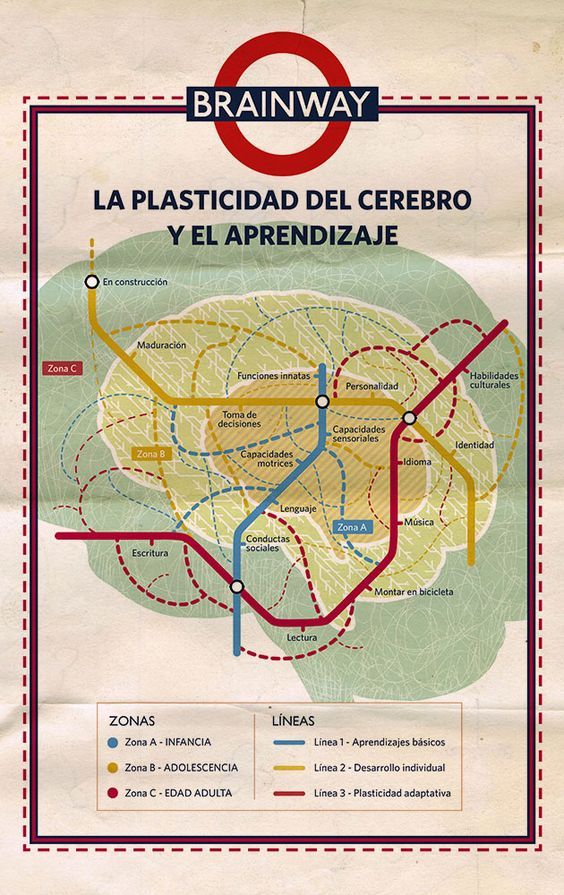 BRAINWAY
LA PLASTICIDAD DEL CEREBRO
Y EL APRENDIZAJE
En construcción
Maduración
Zona C
Funciones innatas
Personalidad
Habilidades
culturales
Toma de
decisiones
Capacidades
sensoriales
Identidad
Zona B
Capacidades
motrices
Idioma
Lenguaje
Zona A
Música
Escritura
Conductas
sociales
Montar en bicicleta
Lectura
ZONAS
Zona A - INFANCIA
Zona B - ADOLESCENCIA
Zona C - EDAD ADULTA
LÍNEAS
Línea 1 - Aprendizajes básicos
Línea 2 - Desarrollo individual
Línea 3 - Plasticidad adaptativa